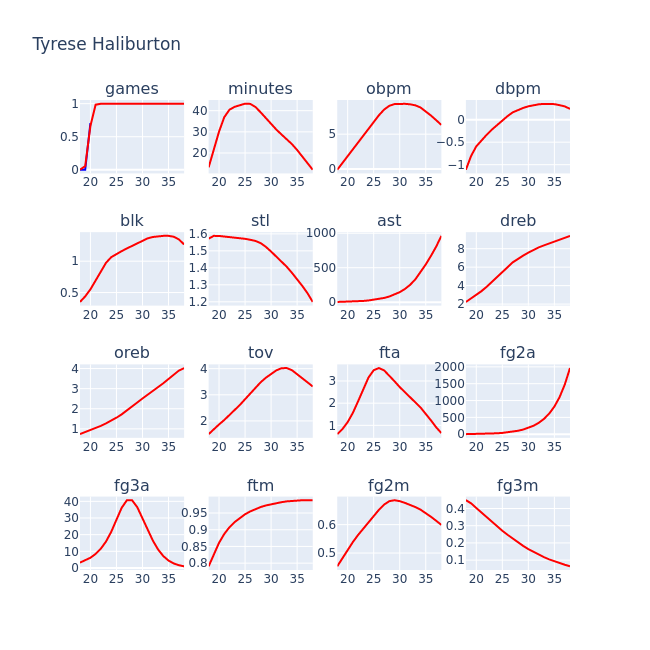 Tyrese Haliburton
games minutes obpm dbpm
1 0.5 0
40 30 20
5 0
0 −0.5 −1
20 25 30 35 20 25 30 35 20 25 30 35 20 25 30 35
blk stl ast dreb
1 0.5
1.6 1.5 1.4 1.3 1.2
1000 500 0
8 6 4 2
20 25 30 35 20 25 30 35 20 25 30 35 20 25 30 35
oreb tov fta fg2a
4 3 2 1
4 3 2
3 2 1
2000 1500 1000 500 0
20 25 30 35 20 25 30 35 20 25 30 35 20 25 30 35
fg3a ftm fg2m fg3m
40 30 20 10 0
0.95 0.9 0.85 0.8
0.6 0.5
0.4 0.3 0.2 0.1
20 25 30 35 20 25 30 35 20 25 30 35 20 25 30 35